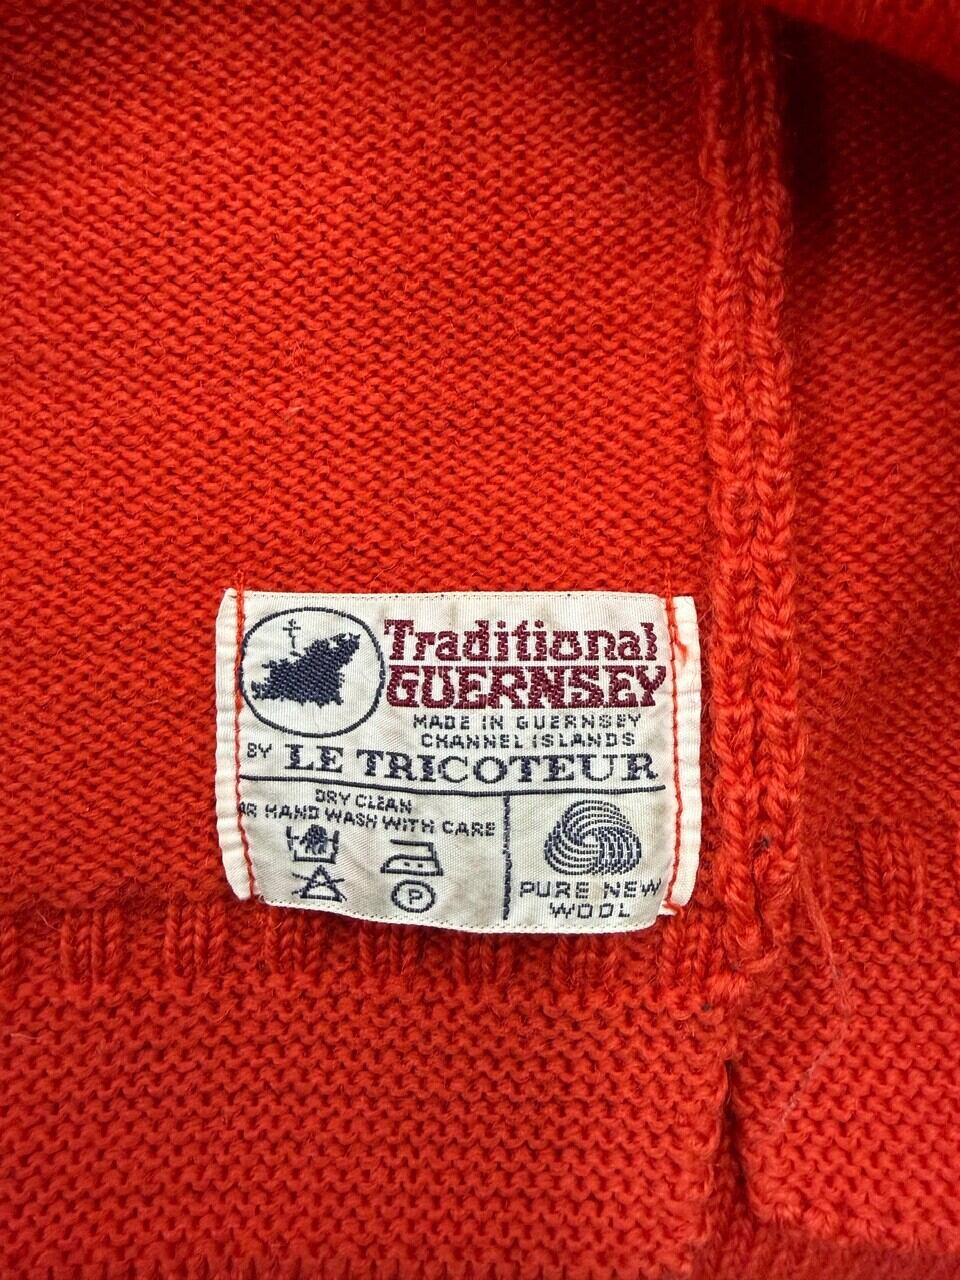 Traditional
GUERNSEY
MADE IN GUERNSEY
CHANNEL ISLANDS
BY LE TRICOTEUR
DRY CLEAN
OR HAND WASH WITH CARE
P
PURE NEW
WOOL